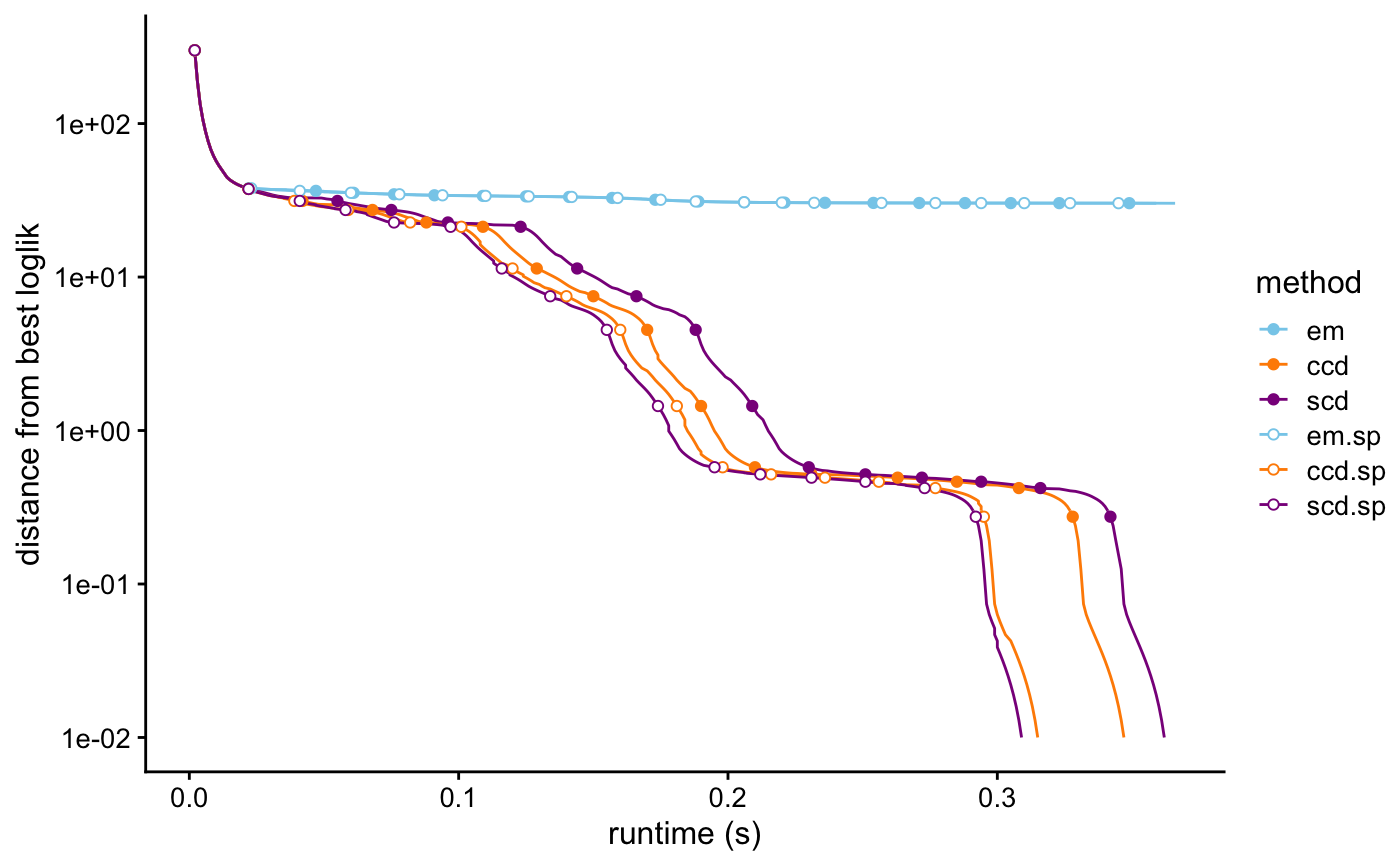 1e+02
1e+01
1e+00
1e-01
1e-02
distance from best loglik
0.0
0.1
0.2
0.3
runtime (s)
method
em
ccd
scd
em.sp
ccd.sp
scd.sp